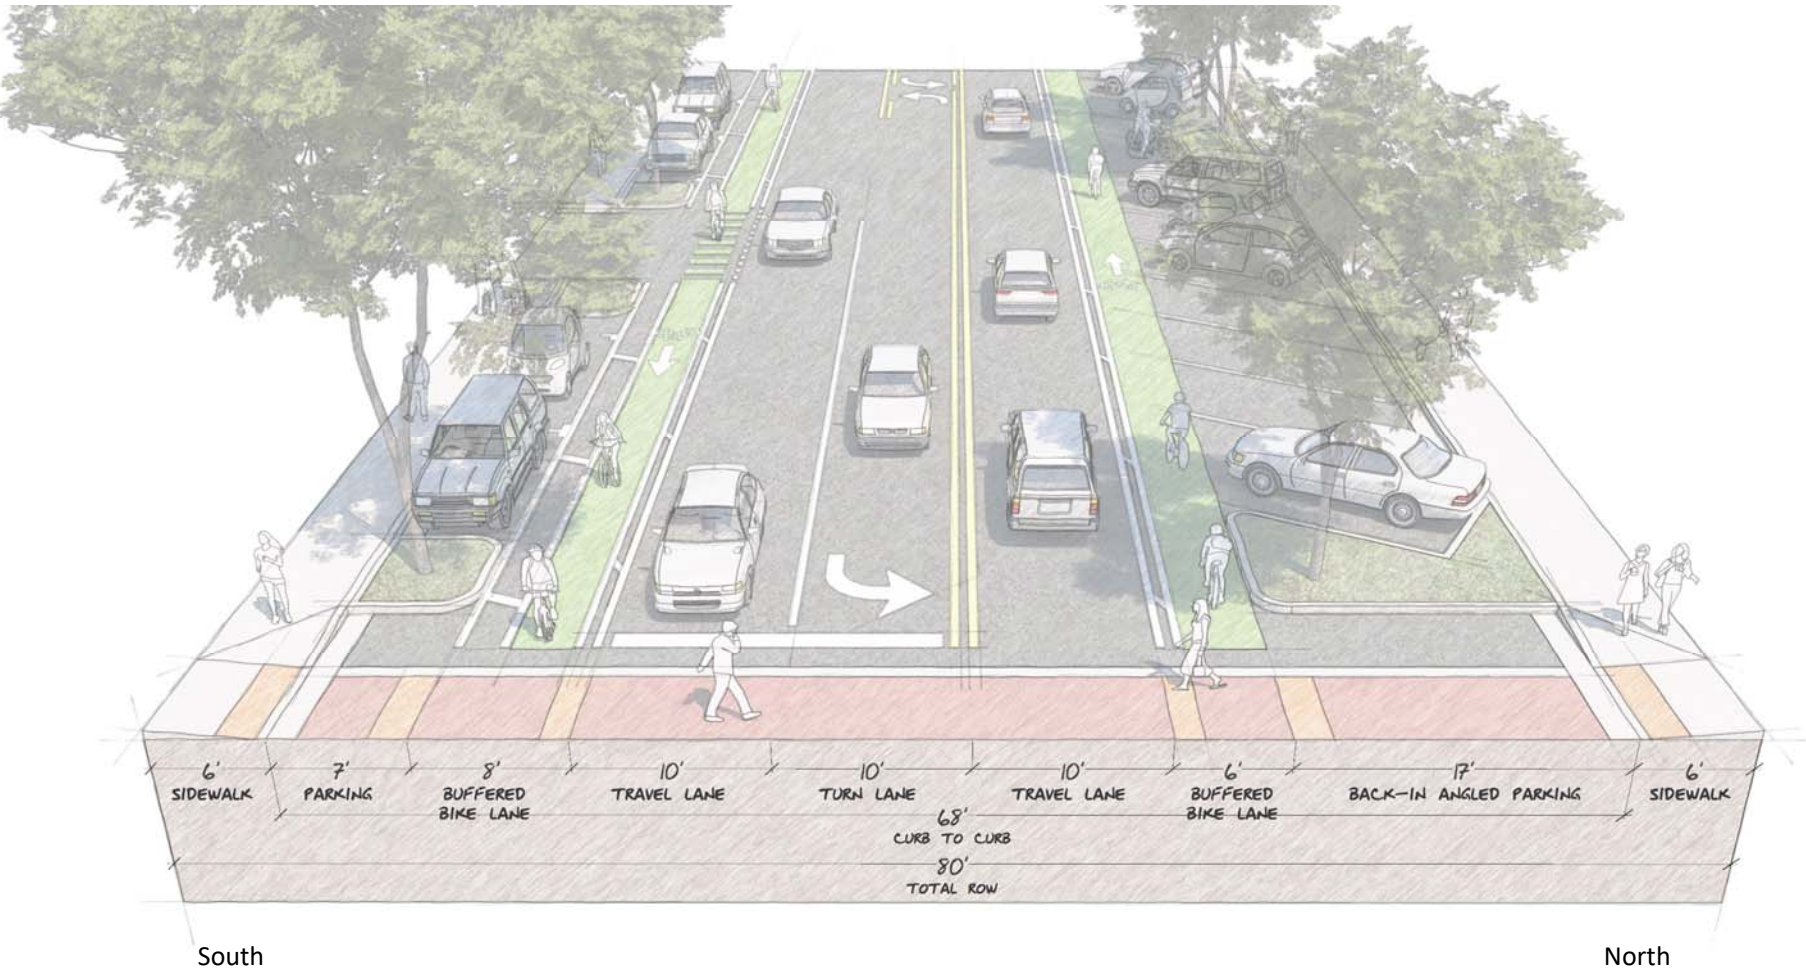 6' 7' 8' 10' 10' 10' 6' 17' 6'
SIDEWALK PARKING BUFFERED TRAVEL LANE TURN LANE TRAVEL LANE BUFFERED BACK-IN ANGLED PARKING SIDEWALK
BIKE LANE BIKE LANE
68'
CURB TO CURB
80'
TOTAL ROW
South North